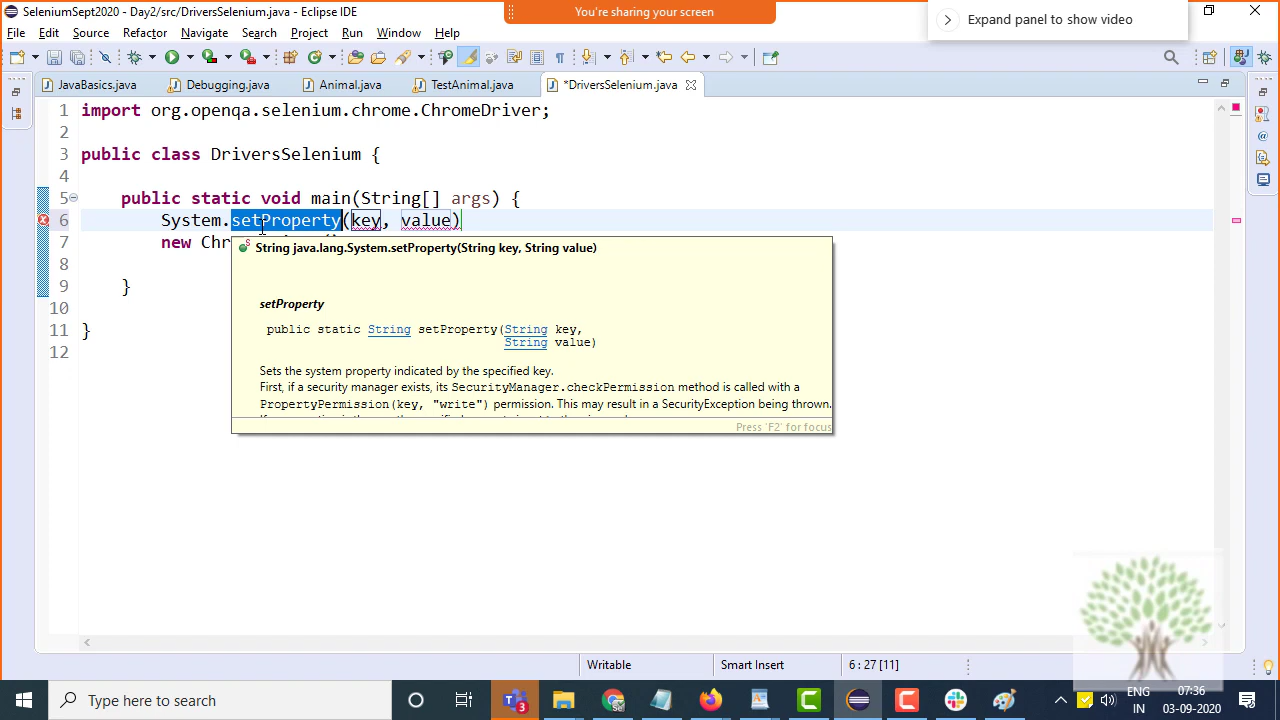 SeleniumSept2020 - Day2/src/DriversSelenium.java - Eclipse IDE
You're sharing your screen
Expand panel to show video
File Edit Source Refactor Navigate Search Project Run Window Help
JavaBasics.java Debugging.java Animal.java TestAnimal.java *DriversSelenium.java
1 import org.openqa.selenium.chrome.ChromeDriver;
2
3 public class DriversSelenium {
4
5 public static void main(String[] args) {
6 System.setProperty(key, value)
7 new Chr
8
9 }
10
11 }
12
String java.lang.System.setProperty(String key, String value)
setProperty
public static String setProperty(String key,
String value)
Sets the system property indicated by the specified key.
First, if a security manager exists, its SecurityManager.checkPermission method is called with a
PropertyPermission(key, "write") permission. This may result in a SecurityException being thrown.
Press 'F2' for focus
Writable Smart Insert 6 : 27 [11]
Type here to search
3
ENG
IN
07:36
03-09-2020